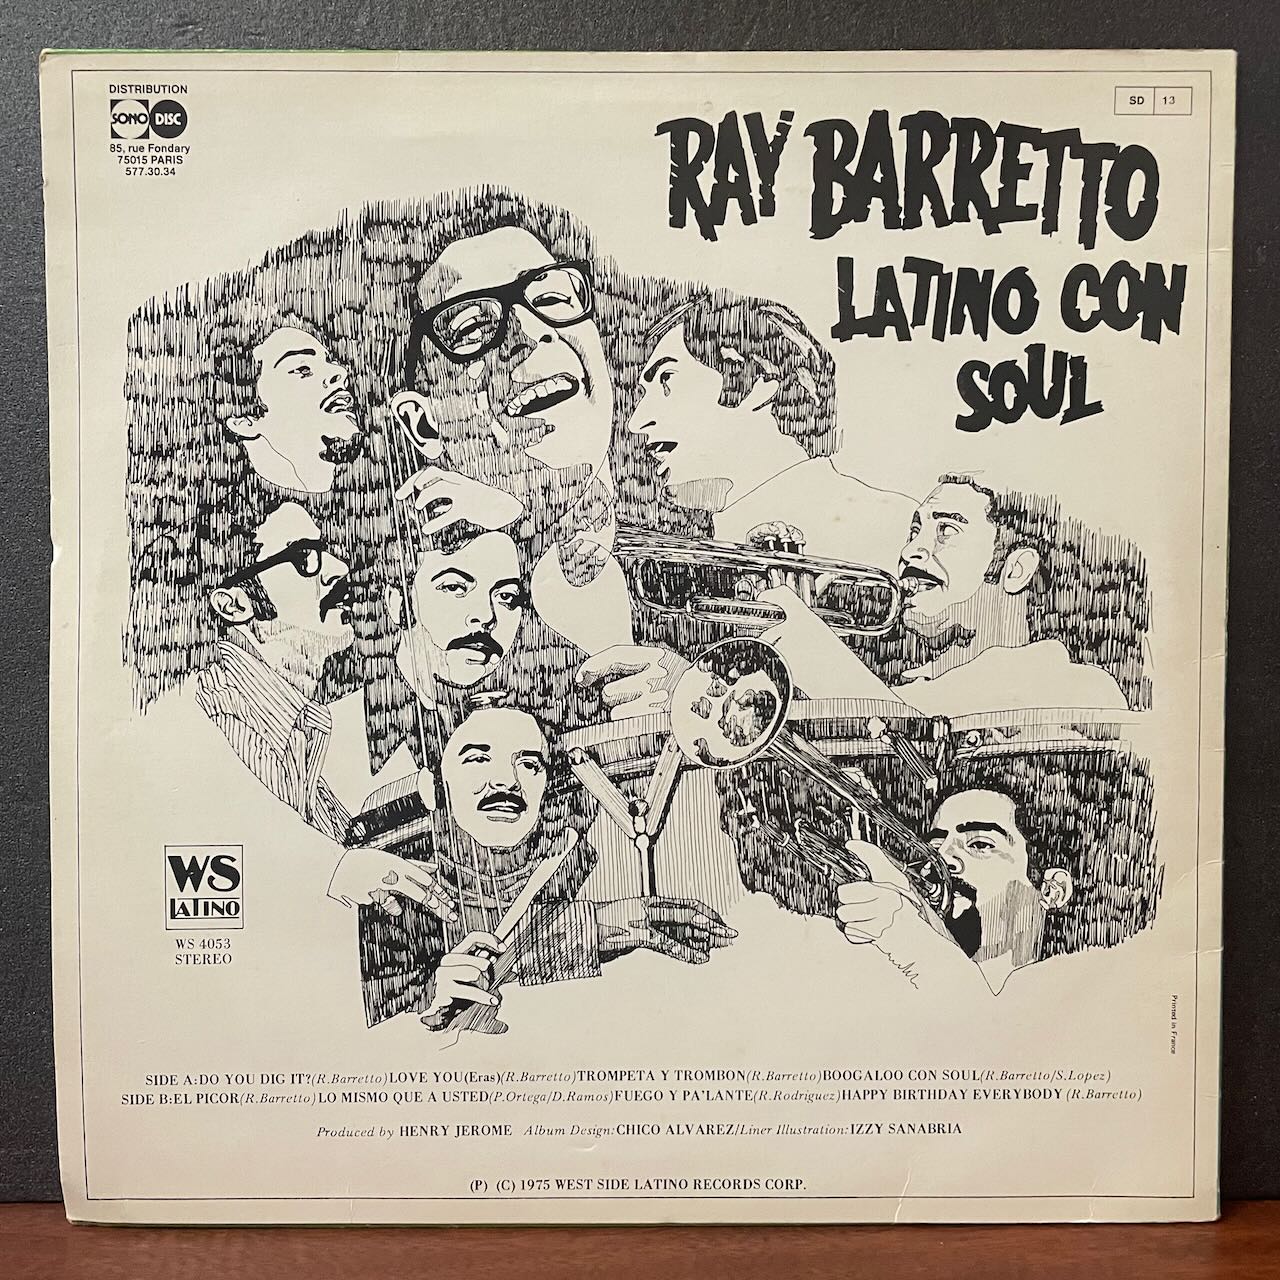 DISTRIBUTION
SONO DISC
85, rue Fondary
75015 PARIS
577.30.34
SD 13
RAY BARRETTO
LATINO CON
SOUL
WS
LATINO
WS 4053
STEREO
Printed in France
SIDE A:DO YOU DIG IT?(R.Barretto)LOVE YOU(Eras)(R.Barretto)TROMPETA Y TROMBON(R.Barretto)BOOGALOO CON SOUL(R.Barretto/S.Lopez)
SIDE B:EL PICOR(R.Barretto)LO MISMO QUE A USTED(P.Ortega/D.Ramos)FUEGO Y PA'LANTE(R.Rodriguez)HAPPY BIRTHDAY EVERYBODY (R.Barretto)
Produced by HENRY JEROME Album Design:CHICO ALVAREZ/Liner Illustration:IZZY SANABRIA
(P) (C) 1975 WEST SIDE LATINO RECORDS CORP.